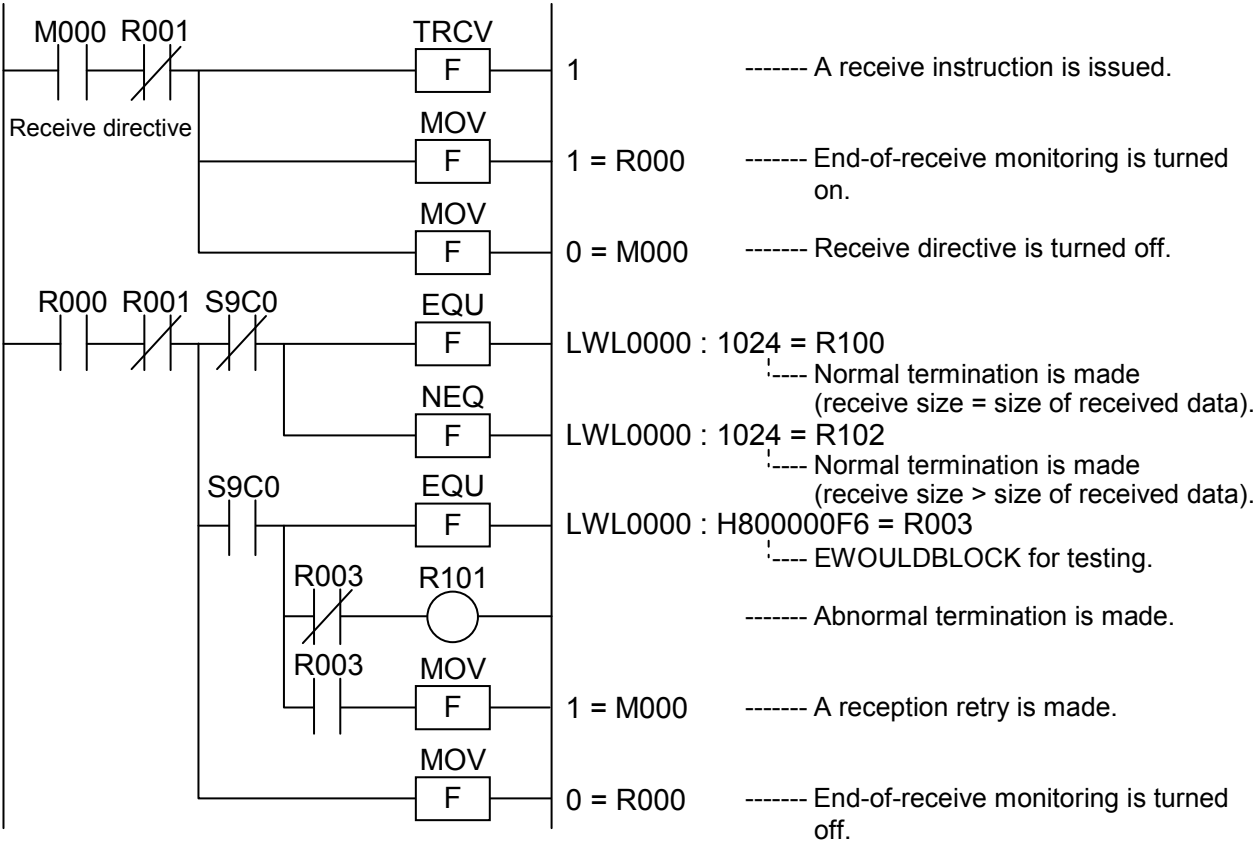 M000 R001 TRCV
F 1 ------- A receive instruction is issued.
Receive directive
MOV
F 1 = R000 ------- End-of-receive monitoring is turned
on.
MOV
F 0 = M000 ------- Receive directive is turned off.
R000 R001 S9C0 EQU
F LWL0000 : 1024 = R100
---- Normal termination is made
(receive size = size of received data).
NEQ
F LWL0000 : 1024 = R102
---- Normal termination is made
(receive size > size of received data).
S9C0 EQU
F LWL0000 : H800000F6 = R003
---- EWOULDBLOCK for testing.
R003 R101
------- Abnormal termination is made.
R003 MOV
F 1 = M000 ------- A reception retry is made.
MOV
F 0 = R000 ------- End-of-receive monitoring is turned
off.